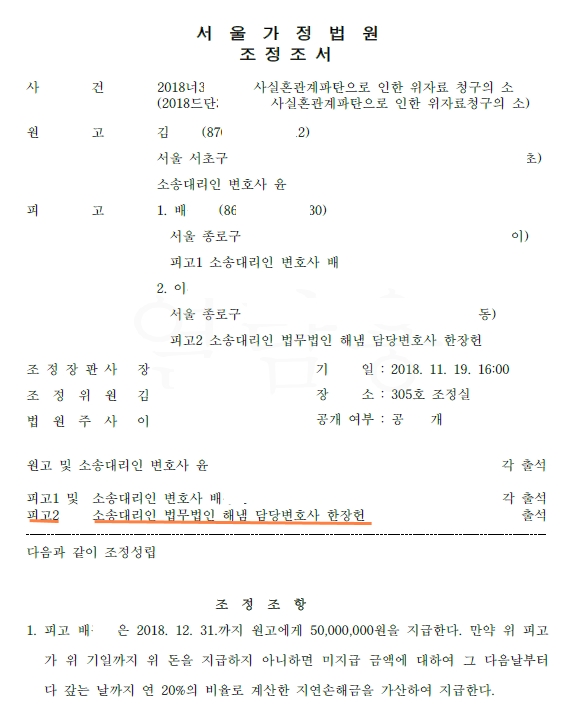 서 울 가 정 법 원
조 정 조 서
사 건 2018너3 사실혼관계파탄으로 인한 위자료 청구의 소
(2018드단 사실혼관계파탄으로 인한 위자료청구의 소)
원 고 김 (870 2)
서울 서초구 초)
소송대리인 변호사 윤
피 고 1. 배 (86 30)
서울 종로구 이)
피고1 소송대리인 변호사 배
2. 이
서울 종로구 동)
피고2 소송대리인 법무법인 해냄 담당변호사 한장헌
조 정 장 판 사 장 기 일 : 2018. 11. 19. 16:00
조 정 위 원 김 장 소 : 305호 조정실
법 원 주 사 이 공개 여부 : 공 개
원고 및 소송대리인 변호사 윤 각 출석
피고1 및 소송대리인 변호사 배 각 출석
피고2 소송대리인 법무법인 해냄 담당변호사 한장헌 출석
다음과 같이 조정성립
조 정 조 항
1. 피고 배 은 2018. 12. 31.까지 원고에게 50,000,000원을 지급한다. 만약 위 피고
가 위 기일까지 위 돈을 지급하지 아니하면 미지급 금액에 대하여 그 다음날부터
다 갚는 날까지 연 20%의 비율로 계산한 지연손해금을 가산하여 지급한다.